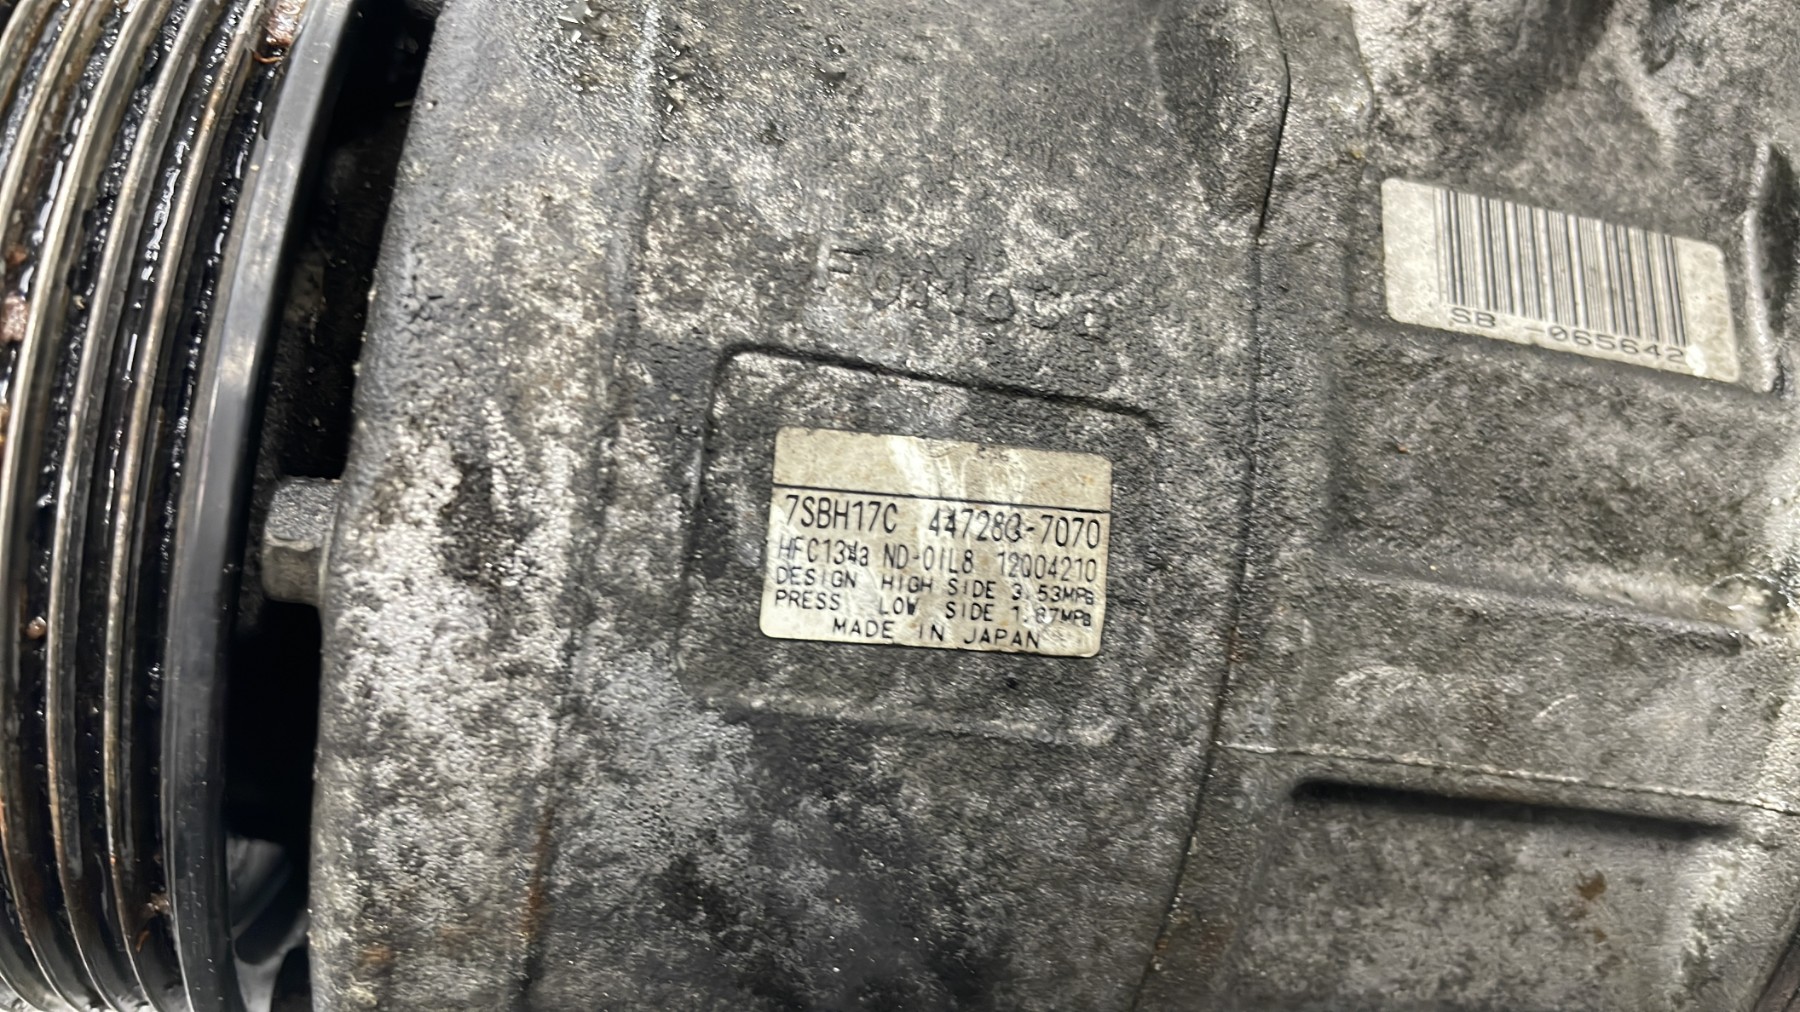 SB -065642
7SBH17C 447280-7070
HFC134a ND-OIL8 12004210
DESIGN HIGH SIDE 3.53MPa
PRESS LOW SIDE 1.87MPa
MADE IN JAPAN